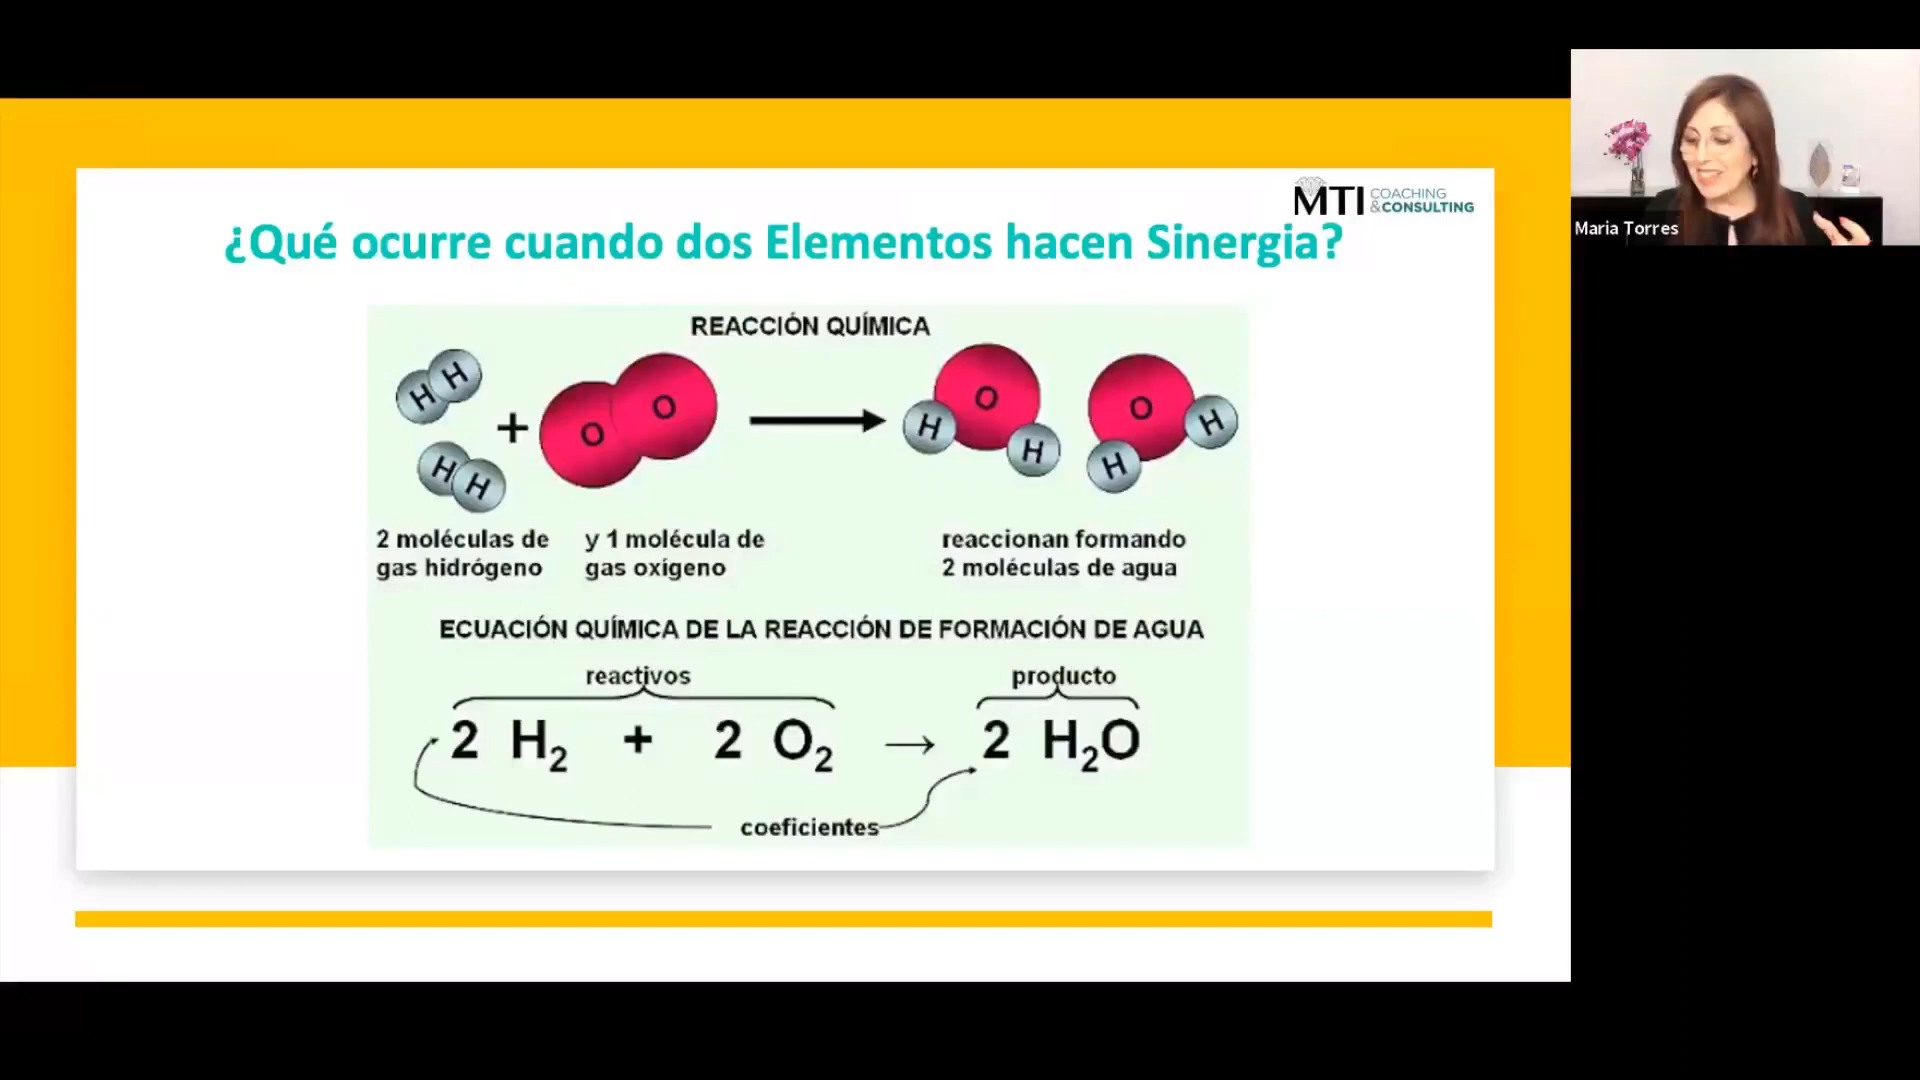 MTI COACHING
&CONSULTING
¿Qué ocurre cuando dos Elementos hacen Sinergia?
Maria Torres
REACCIÓN QUÍMICA
H H
+
O O
O
H H
O
H H
H H
2 moléculas de
gas hidrógeno
y 1 molécula de
gas oxígeno
reaccionan formando
2 moléculas de agua
ECUACIÓN QUÍMICA DE LA REACCIÓN DE FORMACIÓN DE AGUA
reactivos producto
2 H₂ + 2 O₂ → 2 H₂O
coeficientes